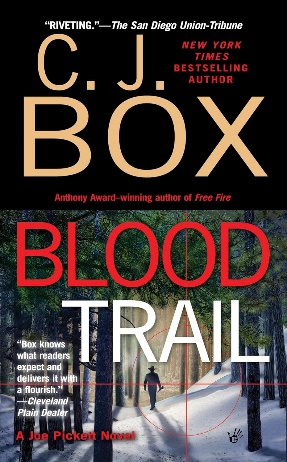 "RIVETING."—The San Diego Union-Tribune
C. J.
NEW YORK
TIMES
BESTSELLING
AUTHOR
BOX
Anthony Award–winning author of Free Fire
BLOOD
TRAIL
"Box knows
what readers
expect and
delivers it with
a flourish."
—Cleveland
Plain Dealer
A Joe Pickett Novel